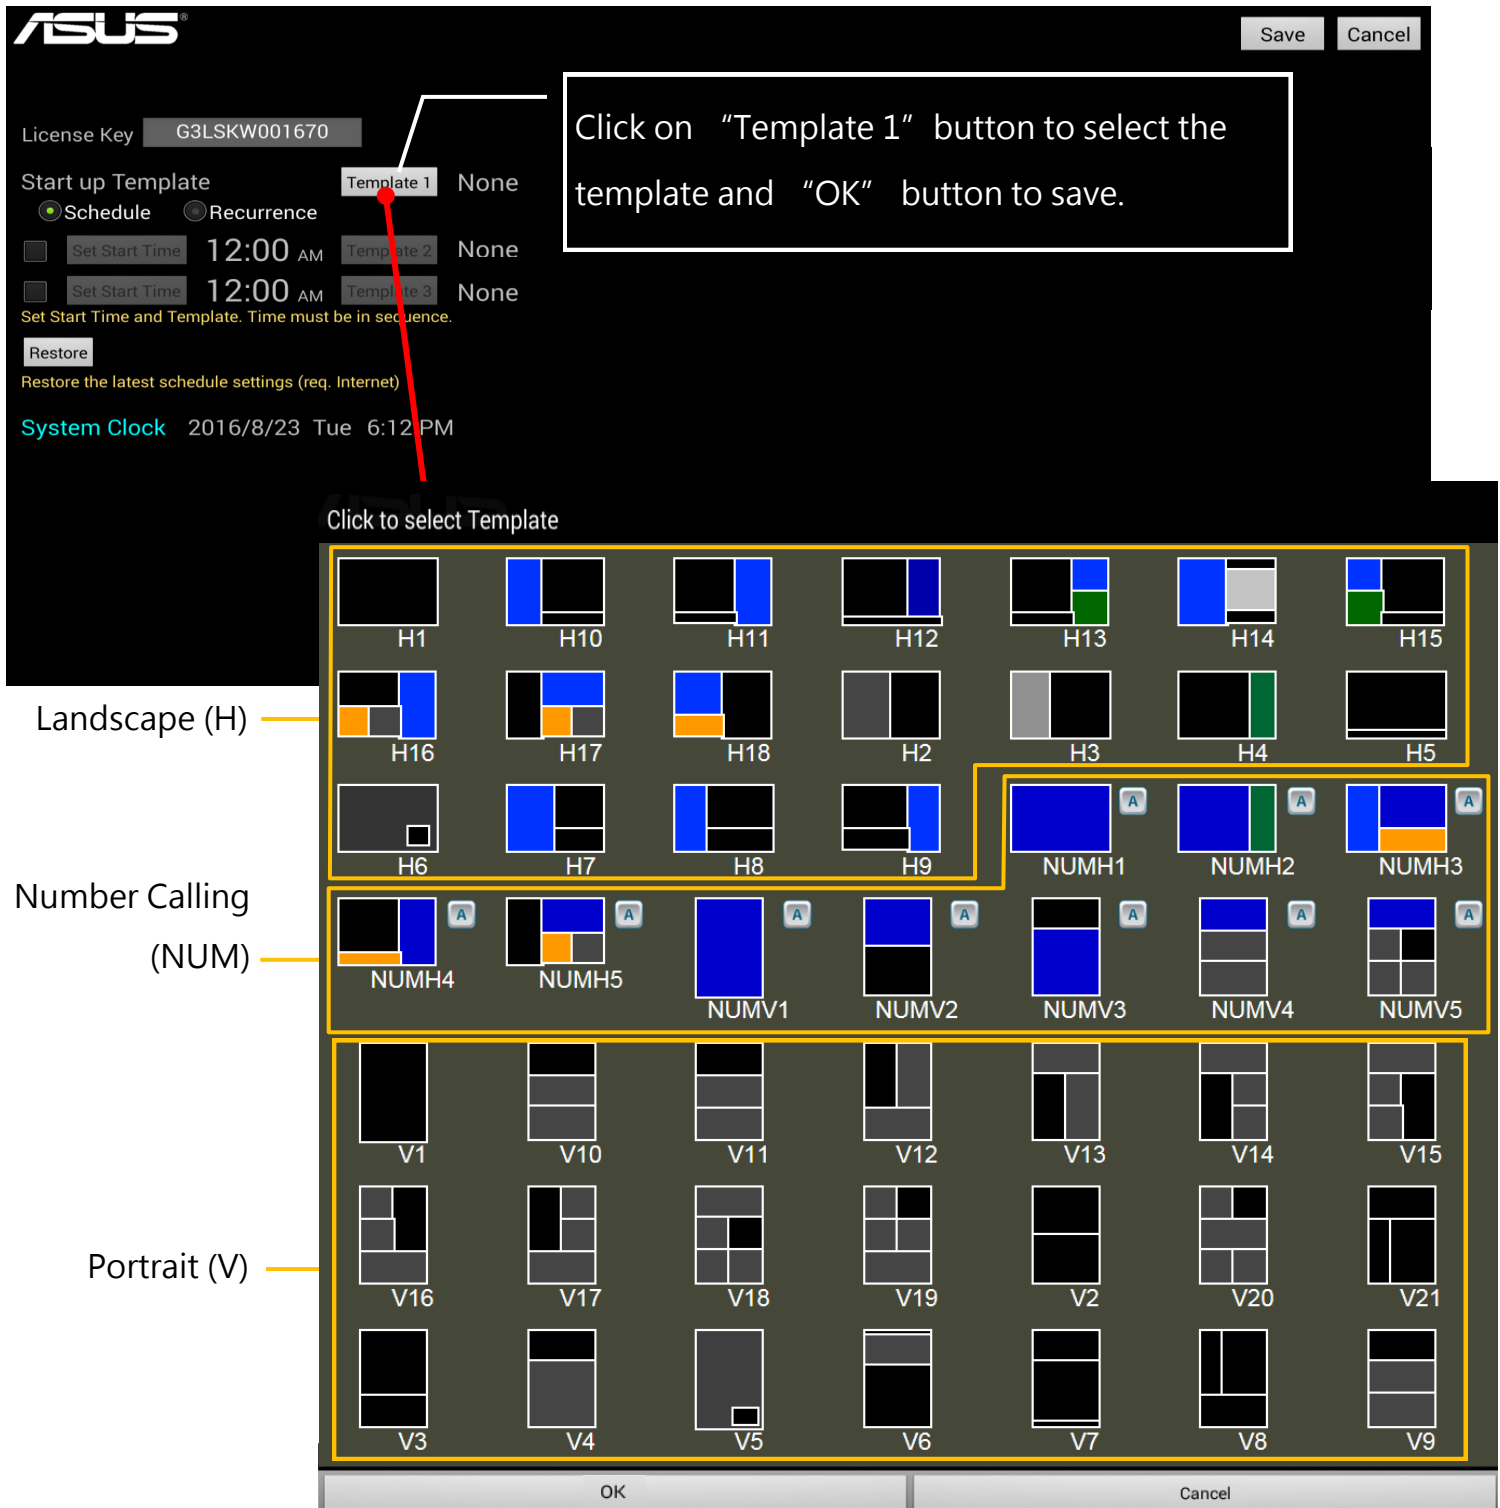 ASUS®
Save Cancel
License Key G3LSKW001670
Click on “Template 1” button to select the
template and “OK” button to save.
Start up Template Template 1 None
Schedule Recurrence
Set Start Time 12:00 AM Template 2 None
Set Start Time 12:00 AM Template 3 None
Set Start Time and Template. Time must be in sequence.
Restore
Restore the latest schedule settings (req. Internet)
System Clock 2016/8/23 Tue 6:12 PM
Click to select Template
H1 H10 H11 H12 H13 H14 H15
Landscape (H)
H16 H17 H18 H2 H3 H4 H5
A A A
H6 H7 H8 H9 NUMH1 NUMH2 NUMH3
Number Calling
(NUM)
A A A A A A A
NUMH4 NUMH5 NUMV1 NUMV2 NUMV3 NUMV4 NUMV5
V1 V10 V11 V12 V13 V14 V15
Portrait (V)
V16 V17 V18 V19 V2 V20 V21
V3 V4 V5 V6 V7 V8 V9
OK Cancel